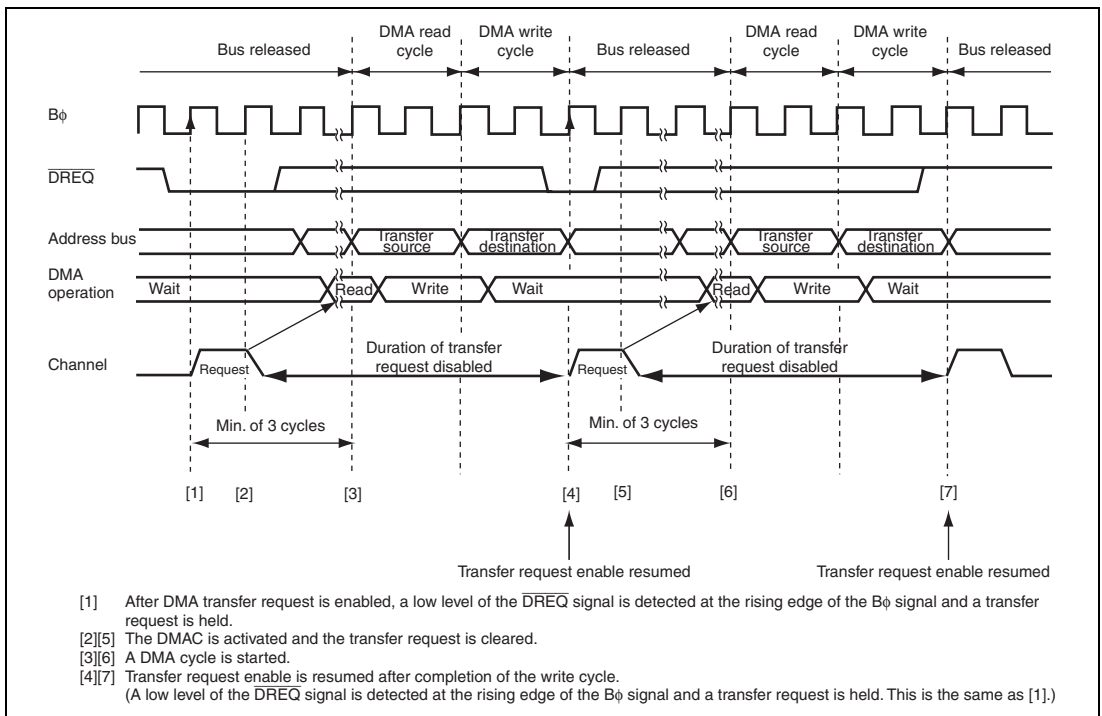 Bus released
DMA read cycle
DMA write cycle
Bus released
DMA read cycle
DMA write cycle
Bus released
Bφ
DREQ
Address bus
Transfer source
Transfer destination
Transfer source
Transfer destination
DMA operation
Wait
Read
Write
Wait
Read
Write
Wait
Channel
Request
Duration of transfer request disabled
Request
Duration of transfer request disabled
Min. of 3 cycles
Min. of 3 cycles
[1]
[2]
[3]
[4]
[5]
[6]
[7]
Transfer request enable resumed
Transfer request enable resumed
[1] After DMA transfer request is enabled, a low level of the DREQ signal is detected at the rising edge of the Bφ signal and a transfer
request is held.
[2][5] The DMAC is activated and the transfer request is cleared.
[3][6] A DMA cycle is started.
[4][7] Transfer request enable is resumed after completion of the write cycle.
(A low level of the DREQ signal is detected at the rising edge of the Bφ signal and a transfer request is held. This is the same as [1].)